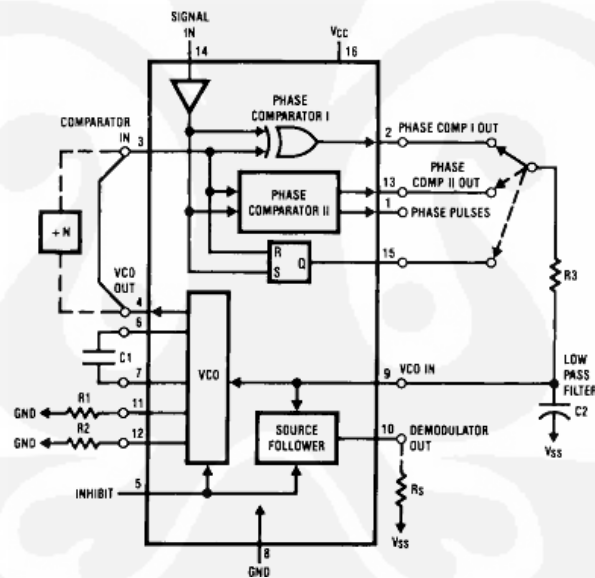 SIGNAL
IN
14
VCC
16
PHASE
COMPARATOR I
COMPARATOR
IN
3
2
PHASE COMP I OUT
PHASE
COMP II OUT
13
PHASE
COMPARATOR II
1
PHASE PULSES
÷N
R
S
Q
15
R3
VCO
OUT
4
6
C1
7
VCO
9
VCO IN
LOW
PASS
FILTER
C2
VSS
GND
R1
11
GND
R2
12
SOURCE
FOLLOWER
10
DEMODULATOR
OUT
INHIBIT
5
RS
VSS
8
GND